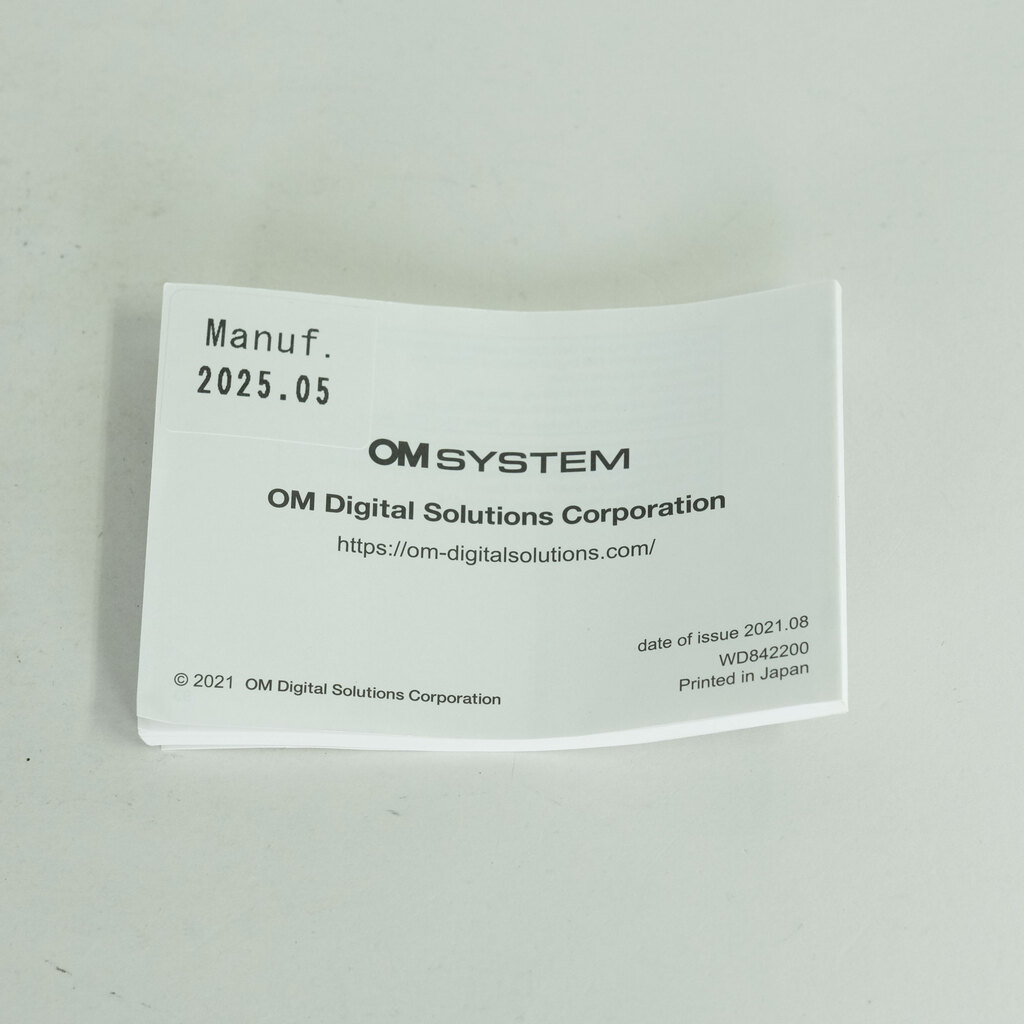 Manuf.
2025.05
OM SYSTEM
OM Digital Solutions Corporation
https://om-digitalsolutions.com/
date of issue 2021.08
WD842200
Printed in Japan
© 2021 OM Digital Solutions Corporation